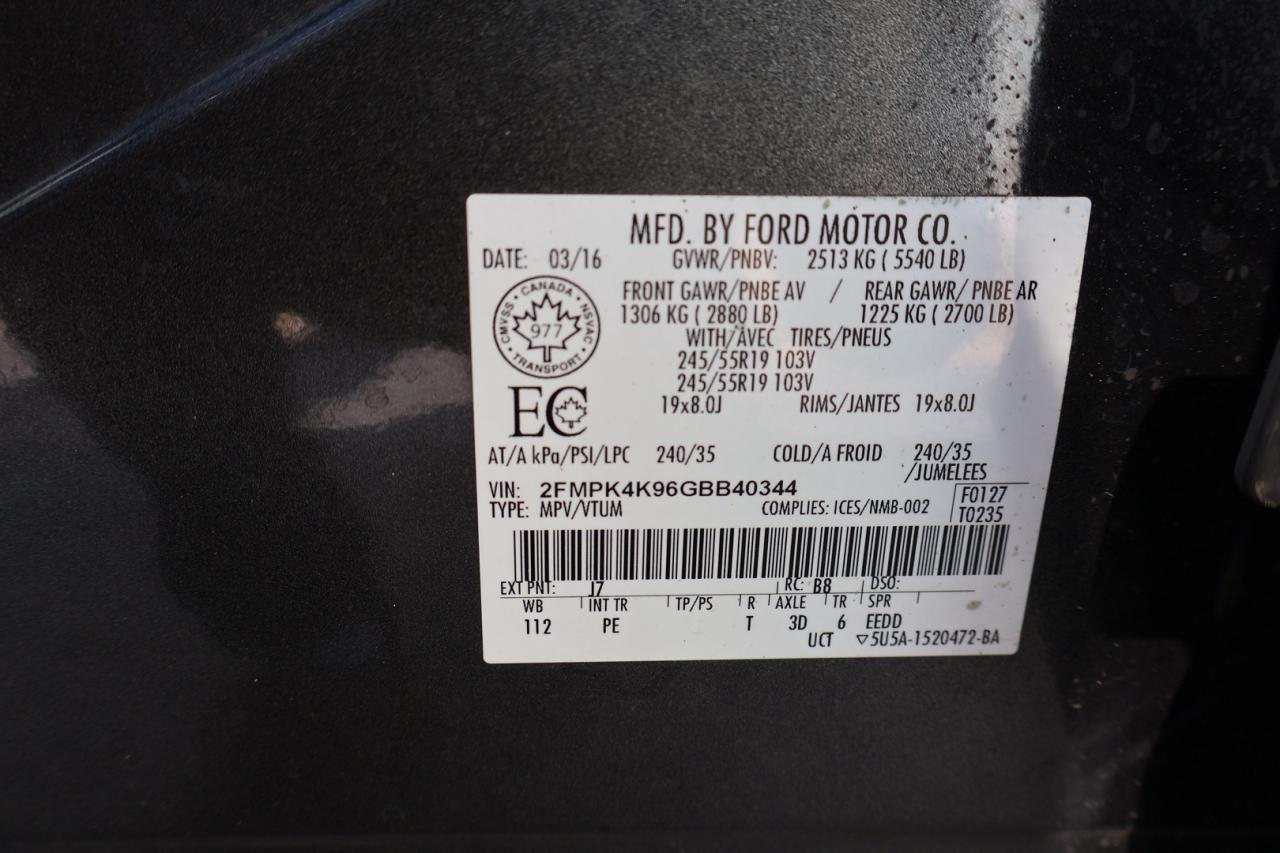 MFD. BY FORD MOTOR CO.
DATE: 03/16 GVWR/PNBV: 2513 KG ( 5540 LB)
FRONT GAWR/PNBE AV / REAR GAWR/ PNBE AR
1306 KG ( 2880 LB) 1225 KG ( 2700 LB)
WITH/AVEC TIRES/PNEUS
245/55R19 103V
245/55R19 103V
19x8.0J RIMS/JANTES 19x8.0J
CMVSS • CANADA • NSVAC • TRANSPORT •
977
EC
AT/A kPa/PSI/LPC 240/35 COLD/A FROID 240/35
/JUMELEES
VIN: 2FMPK4K96GBB40344 F0127
TYPE: MPV/VTUM COMPLIES: ICES/NMB-002 T0235
EXT PNT: J7 RC: B8 DSO:
WB INT TR TP/PS R AXLE TR SPR
112 PE T 3D 6 EEDD
UCT ▽5U5A-1520472-BA